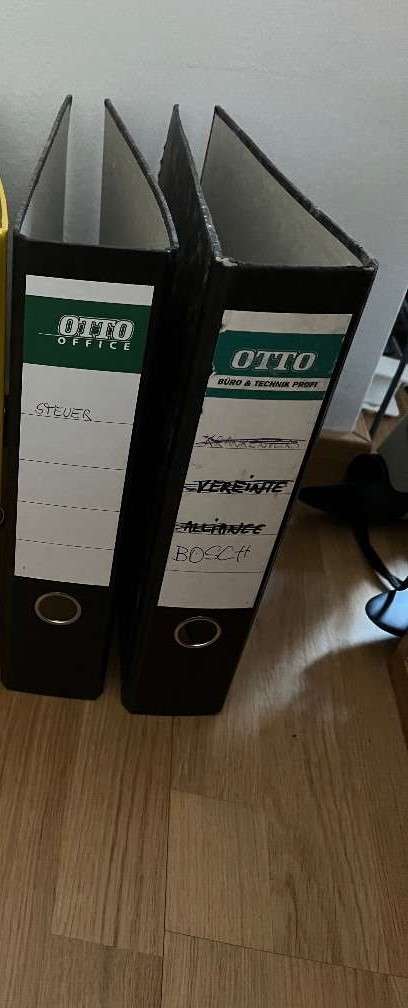 OTTO
OFFICE
STEUER
OTTO
BÜRO & TECHNIK PROFI
VEREINTE
ALLIANCE
BOSCH